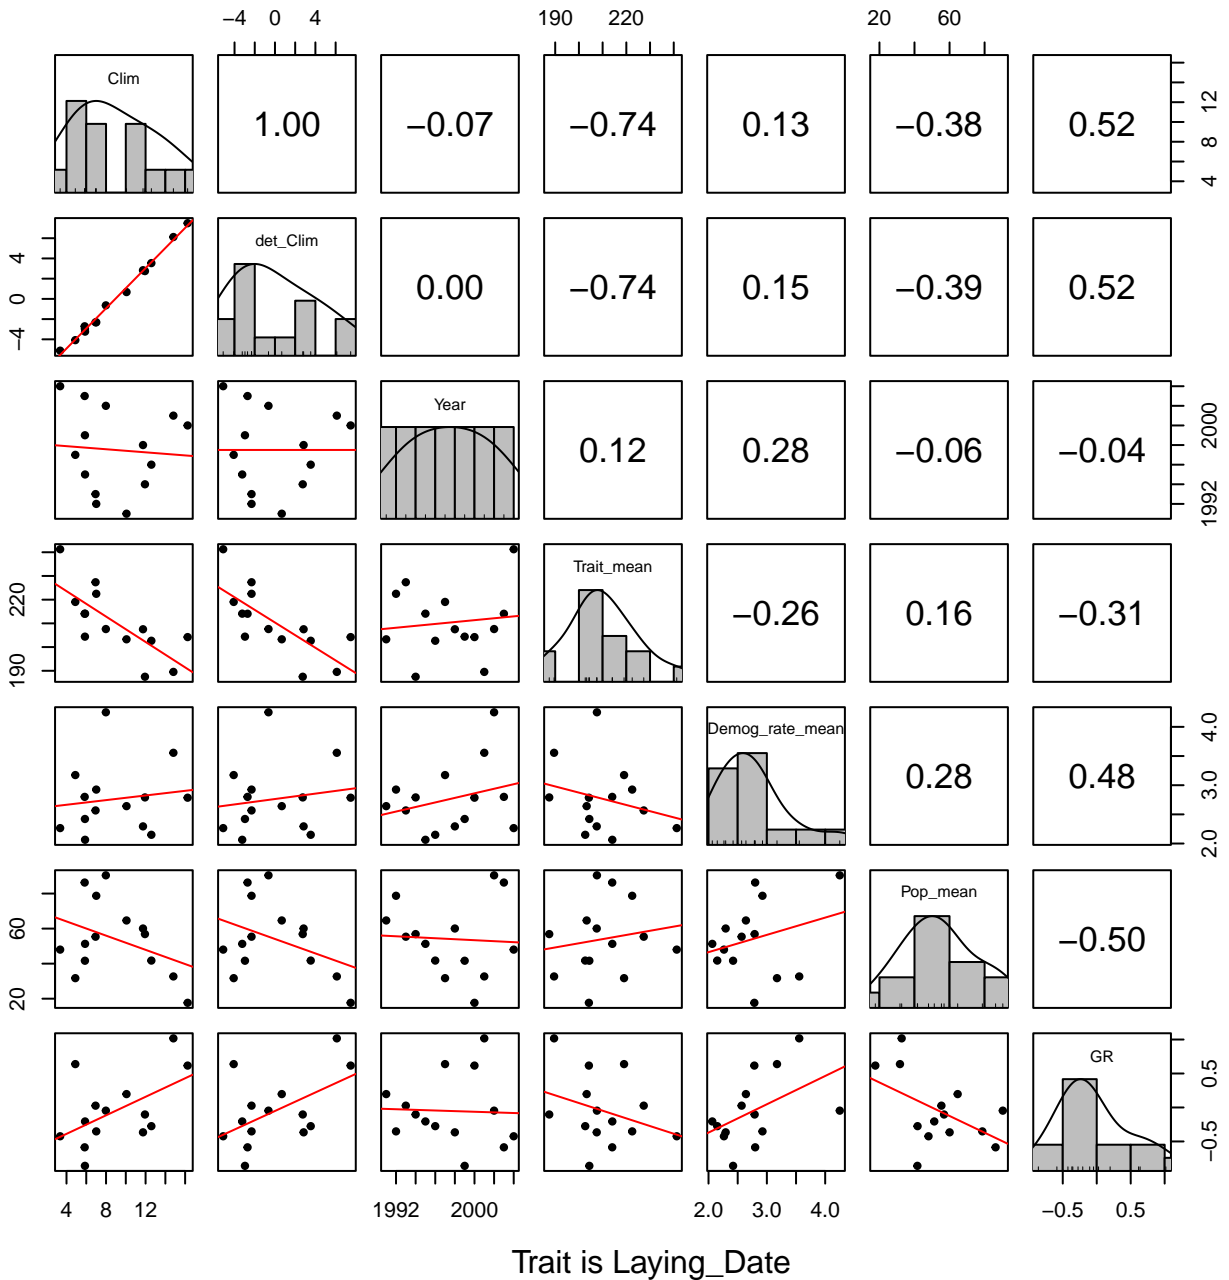 −4 0 4 190 220 20 60
Clim
1.00 −0.07 −0.74 0.13 −0.38 0.52
4 8 12
−4 0 4
det_Clim
0.00 −0.74 0.15 −0.39 0.52
Year
0.12 0.28 −0.06 −0.04
1992 2000
190 220
Trait_mean
−0.26 0.16 −0.31
Demog_rate_mean
0.28 0.48
2.0 3.0 4.0
20 60
Pop_mean
−0.50
GR
−0.5 0.5
4 8 12 1992 2000 2.0 3.0 4.0 −0.5 0.5
Trait is Laying_Date